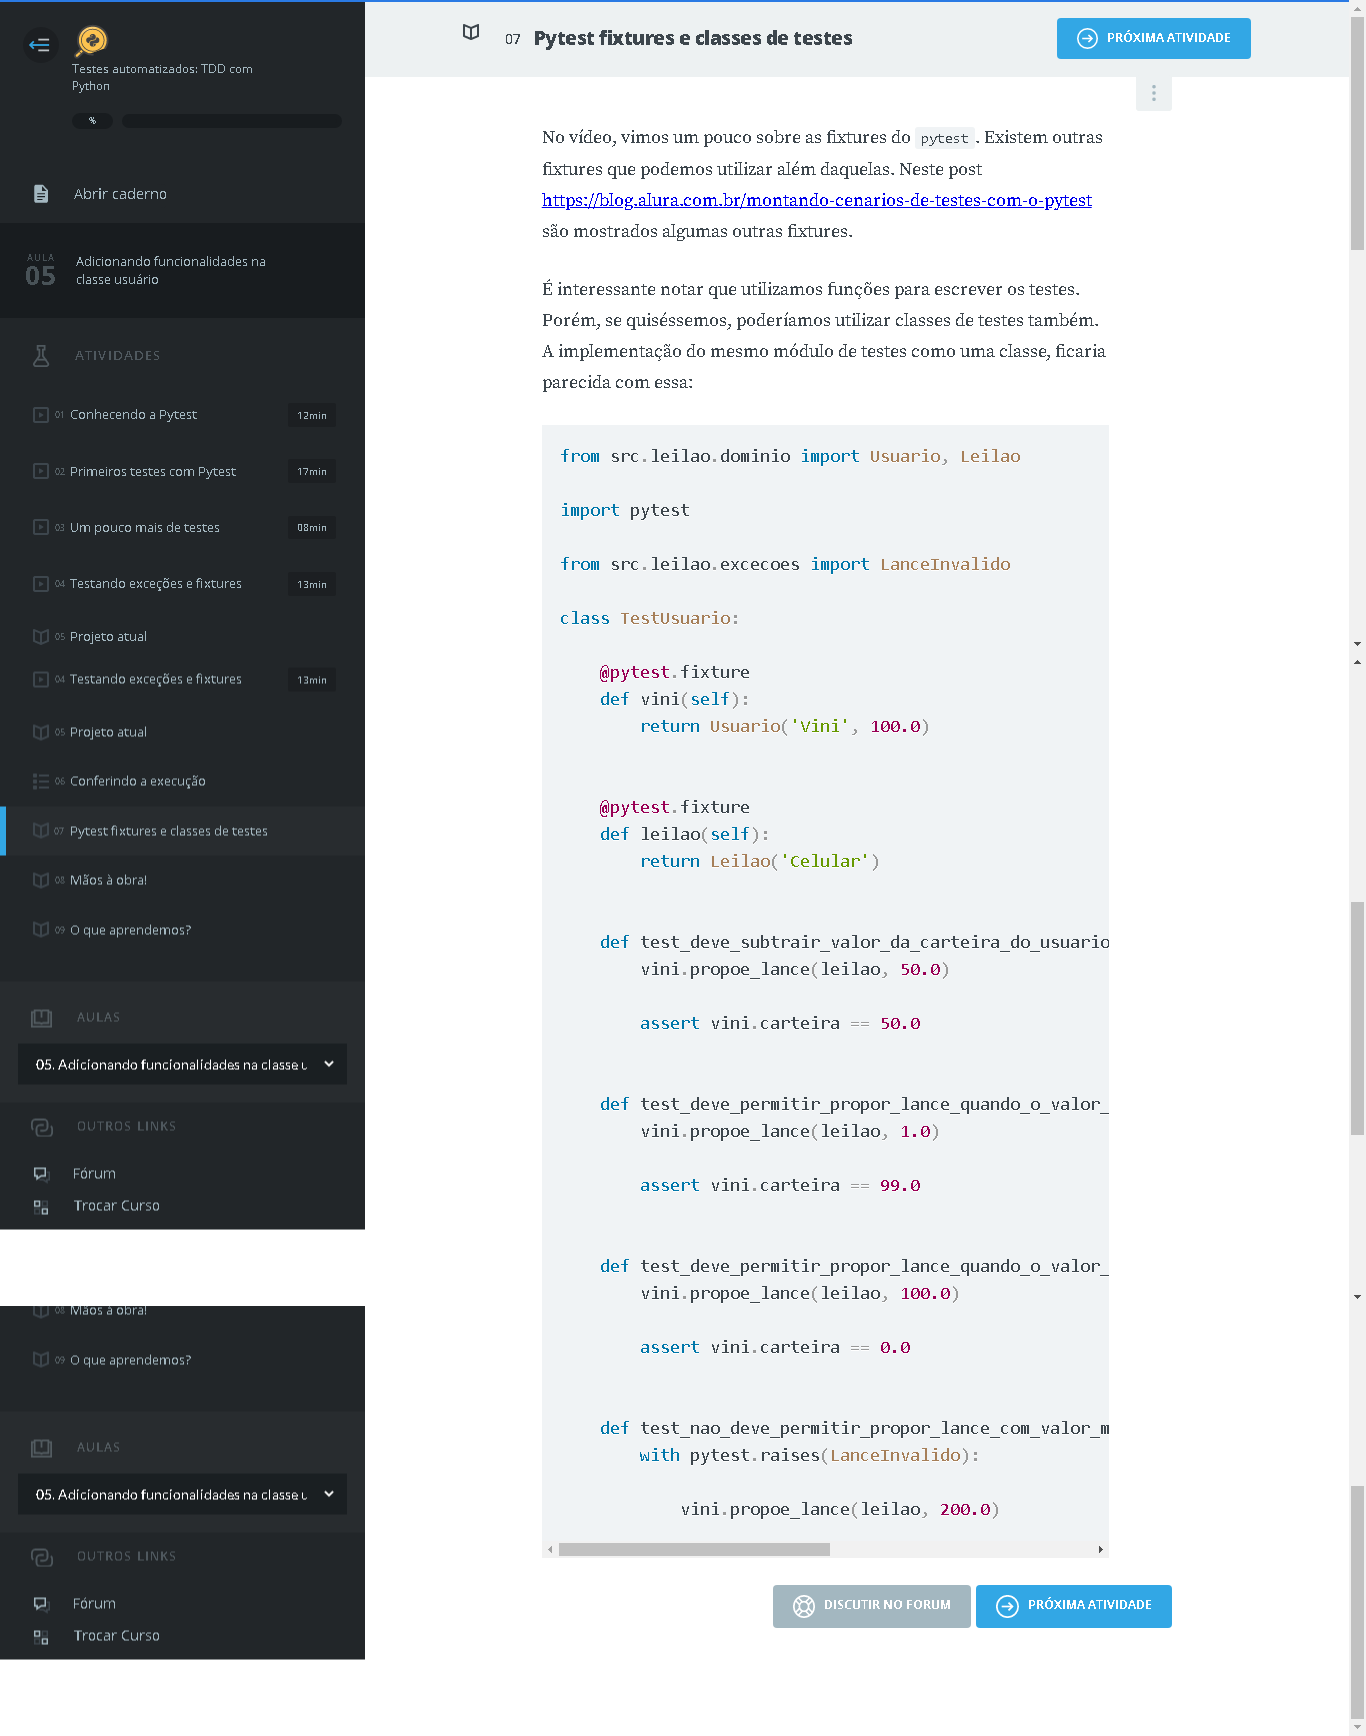 Testes automatizados: TDD com
Python
%
Abrir caderno
AULA
05
Adicionando funcionalidades na
classe usuário
ATIVIDADES
01 Conhecendo a Pytest 12min
02 Primeiros testes com Pytest 17min
03 Um pouco mais de testes 08min
04 Testando exceções e fixtures 13min
05 Projeto atual
04 Testando exceções e fixtures 13min
05 Projeto atual
06 Conferindo a execução
07 Pytest fixtures e classes de testes
08 Mãos à obra!
09 O que aprendemos?
AULAS
05. Adicionando funcionalidades na classe u
OUTROS LINKS
Fórum
Trocar Curso
08 Mãos à obra!
09 O que aprendemos?
AULAS
05. Adicionando funcionalidades na classe u
OUTROS LINKS
Fórum
Trocar Curso
07 Pytest fixtures e classes de testes
PRÓXIMA ATIVIDADE
No vídeo, vimos um pouco sobre as fixtures do pytest. Existem outras
fixtures que podemos utilizar além daquelas. Neste post
https://blog.alura.com.br/montando-cenarios-de-testes-com-o-pytest
são mostrados algumas outras fixtures.
É interessante notar que utilizamos funções para escrever os testes.
Porém, se quiséssemos, poderíamos utilizar classes de testes também.
A implementação do mesmo módulo de testes como uma classe, ficaria
parecida com essa:
from src.leilao.dominio import Usuario, Leilao
import pytest
from src.leilao.excecoes import LanceInvalido
class TestUsuario:
@pytest.fixture
def vini(self):
return Usuario('Vini', 100.0)
@pytest.fixture
def leilao(self):
return Leilao('Celular')
def test_deve_subtrair_valor_da_carteira_do_usuario
vini.propoe_lance(leilao, 50.0)
assert vini.carteira == 50.0
def test_deve_permitir_propor_lance_quando_o_valor_
vini.propoe_lance(leilao, 1.0)
assert vini.carteira == 99.0
def test_deve_permitir_propor_lance_quando_o_valor_
vini.propoe_lance(leilao, 100.0)
assert vini.carteira == 0.0
def test_nao_deve_permitir_propor_lance_com_valor_m
with pytest.raises(LanceInvalido):
vini.propoe_lance(leilao, 200.0)
DISCUTIR NO FORUM
PRÓXIMA ATIVIDADE